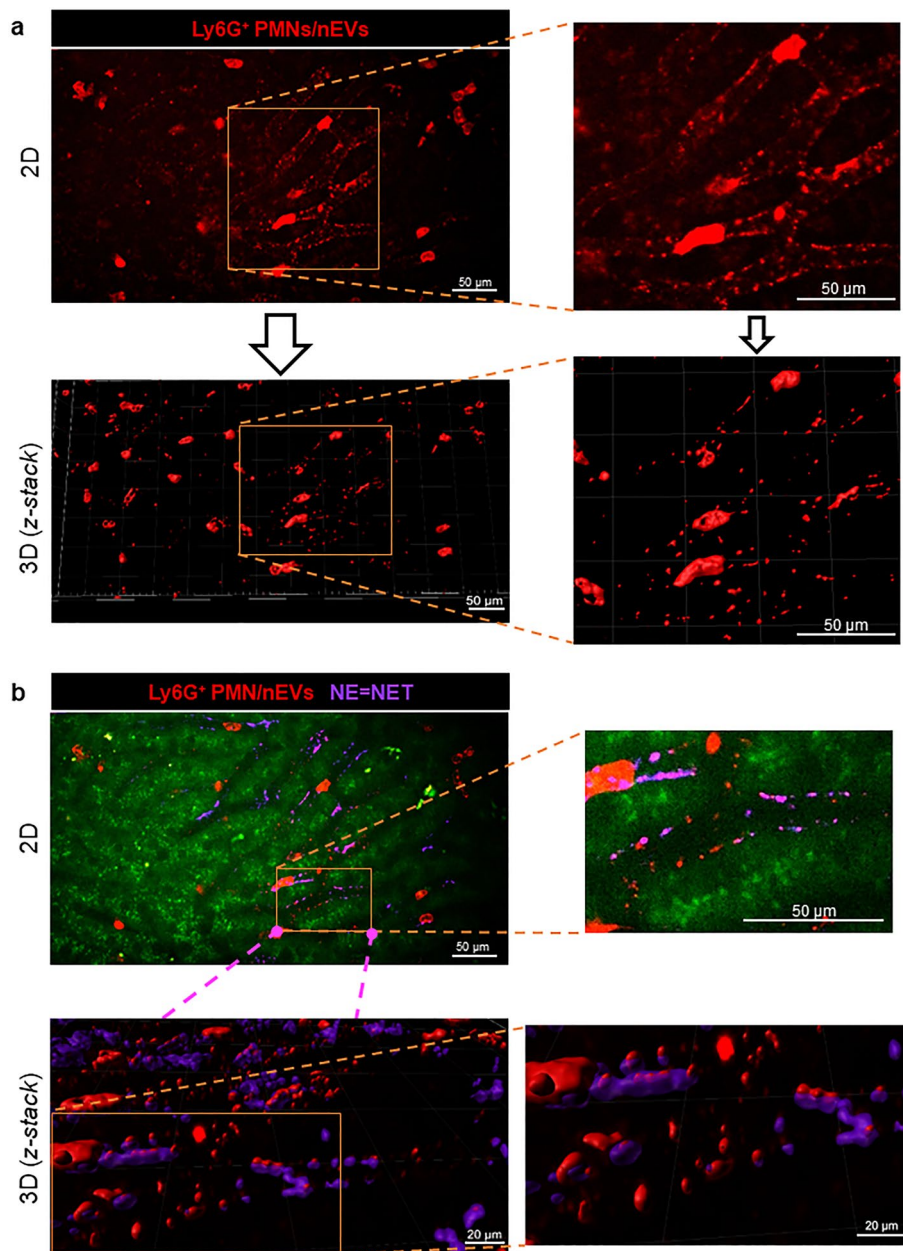 a
Ly6G⁺ PMNs/nEVs
2D
50 µm
50 µm
3D (z-stack)
50 µm
50 µm
b
Ly6G⁺ PMN/nEVs NE=NET
2D
50 µm
50 µm
3D (z-stack)
20 µm
20 µm